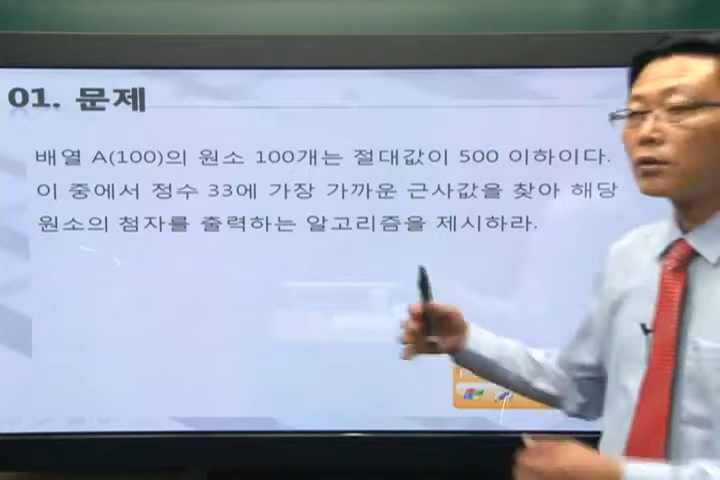 01. 문제
배열 A(100)의 원소 100개는 절대값이 500 이하이다.
이 중에서 정수 33에 가장 가까운 근사값을 찾아 해당
원소의 첨자를 출력하는 알고리즘을 제시하라.